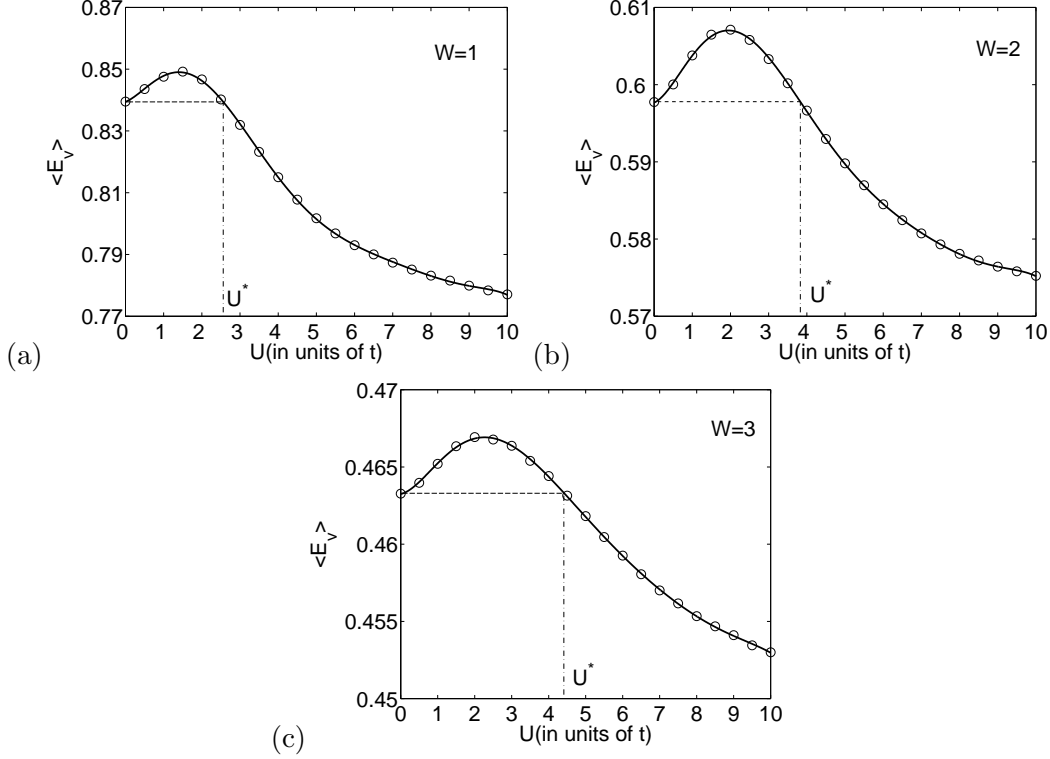 0.87
0.85
0.83
0.81
0.79
0.77
<E_v>
W=1
U*
0 1 2 3 4 5 6 7 8 9 10
U(in units of t)
(a)
0.61
0.6
0.59
0.58
0.57
<E_v>
W=2
U*
0 1 2 3 4 5 6 7 8 9 10
U(in units of t)
(b)
0.47
0.465
0.46
0.455
0.45
<E_v>
W=3
U*
0 1 2 3 4 5 6 7 8 9 10
U(in units of t)
(c)